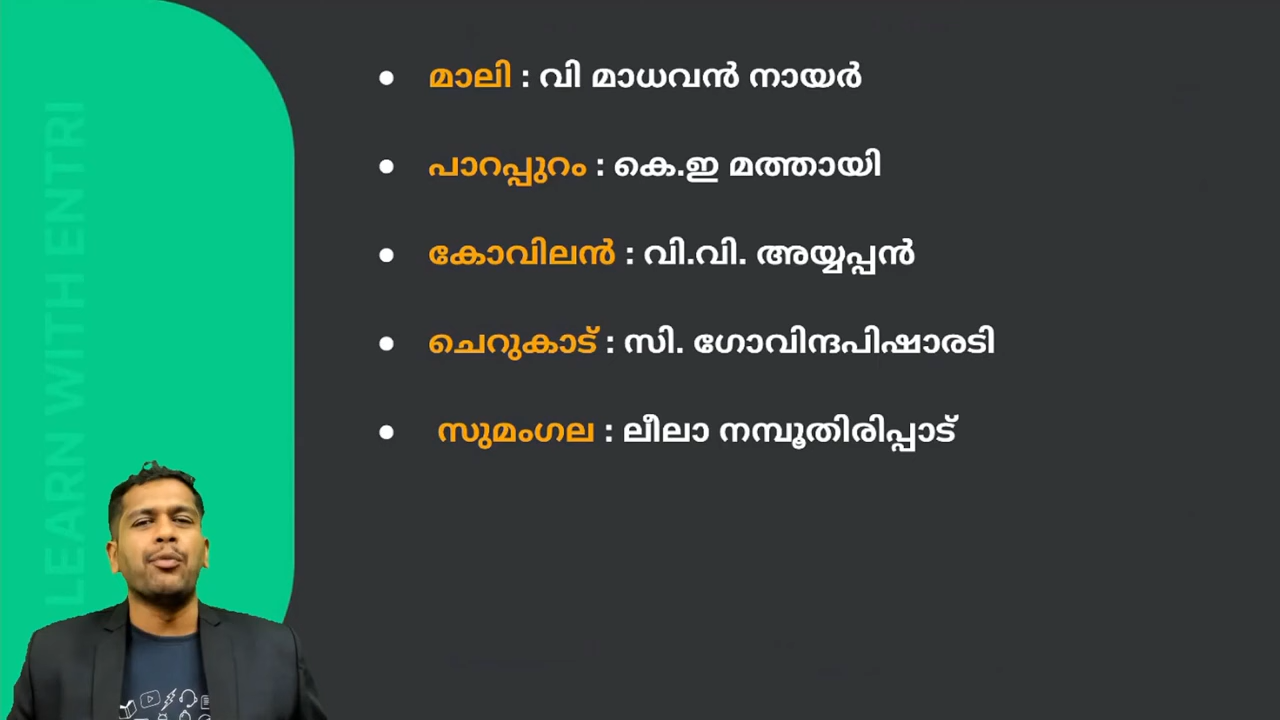 LEARN WITH ENTRI
മാലി : വി മാധവൻ നായർ
പാറപ്പുറം : കെ.ഇ മത്തായി
കോവിലൻ : വി.വി. അയ്യപ്പൻ
ചെറുകാട് : സി. ഗോവിന്ദപിഷാരടി
സുമംഗല : ലീലാ നമ്പൂതിരിപ്പാട്